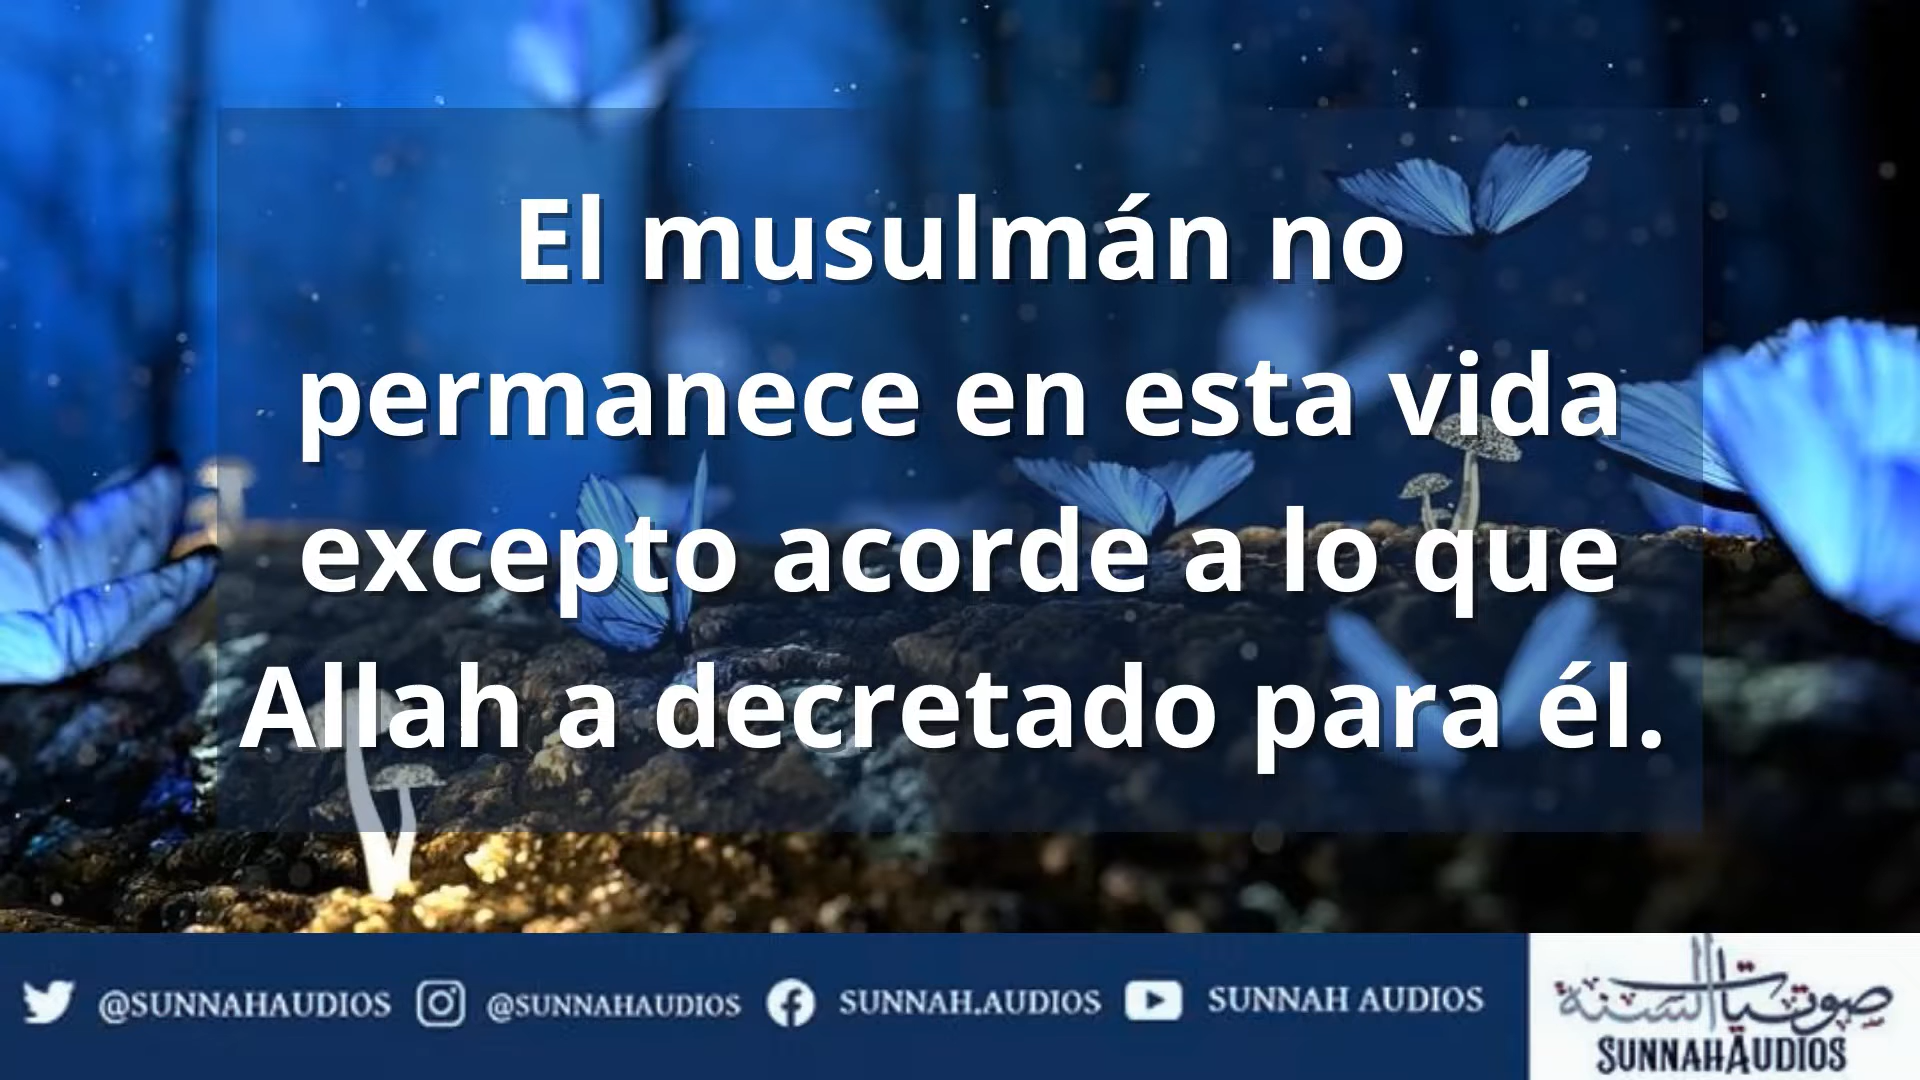 El musulmán no
permanece en esta vida
excepto acorde a lo que
Allah a decretado para él.
@SUNNAHAUDIOS @SUNNAHAUDIOS SUNNAH.AUDIOS SUNNAH AUDIOS
صوتيات السنة
SUNNAHAUDIOS